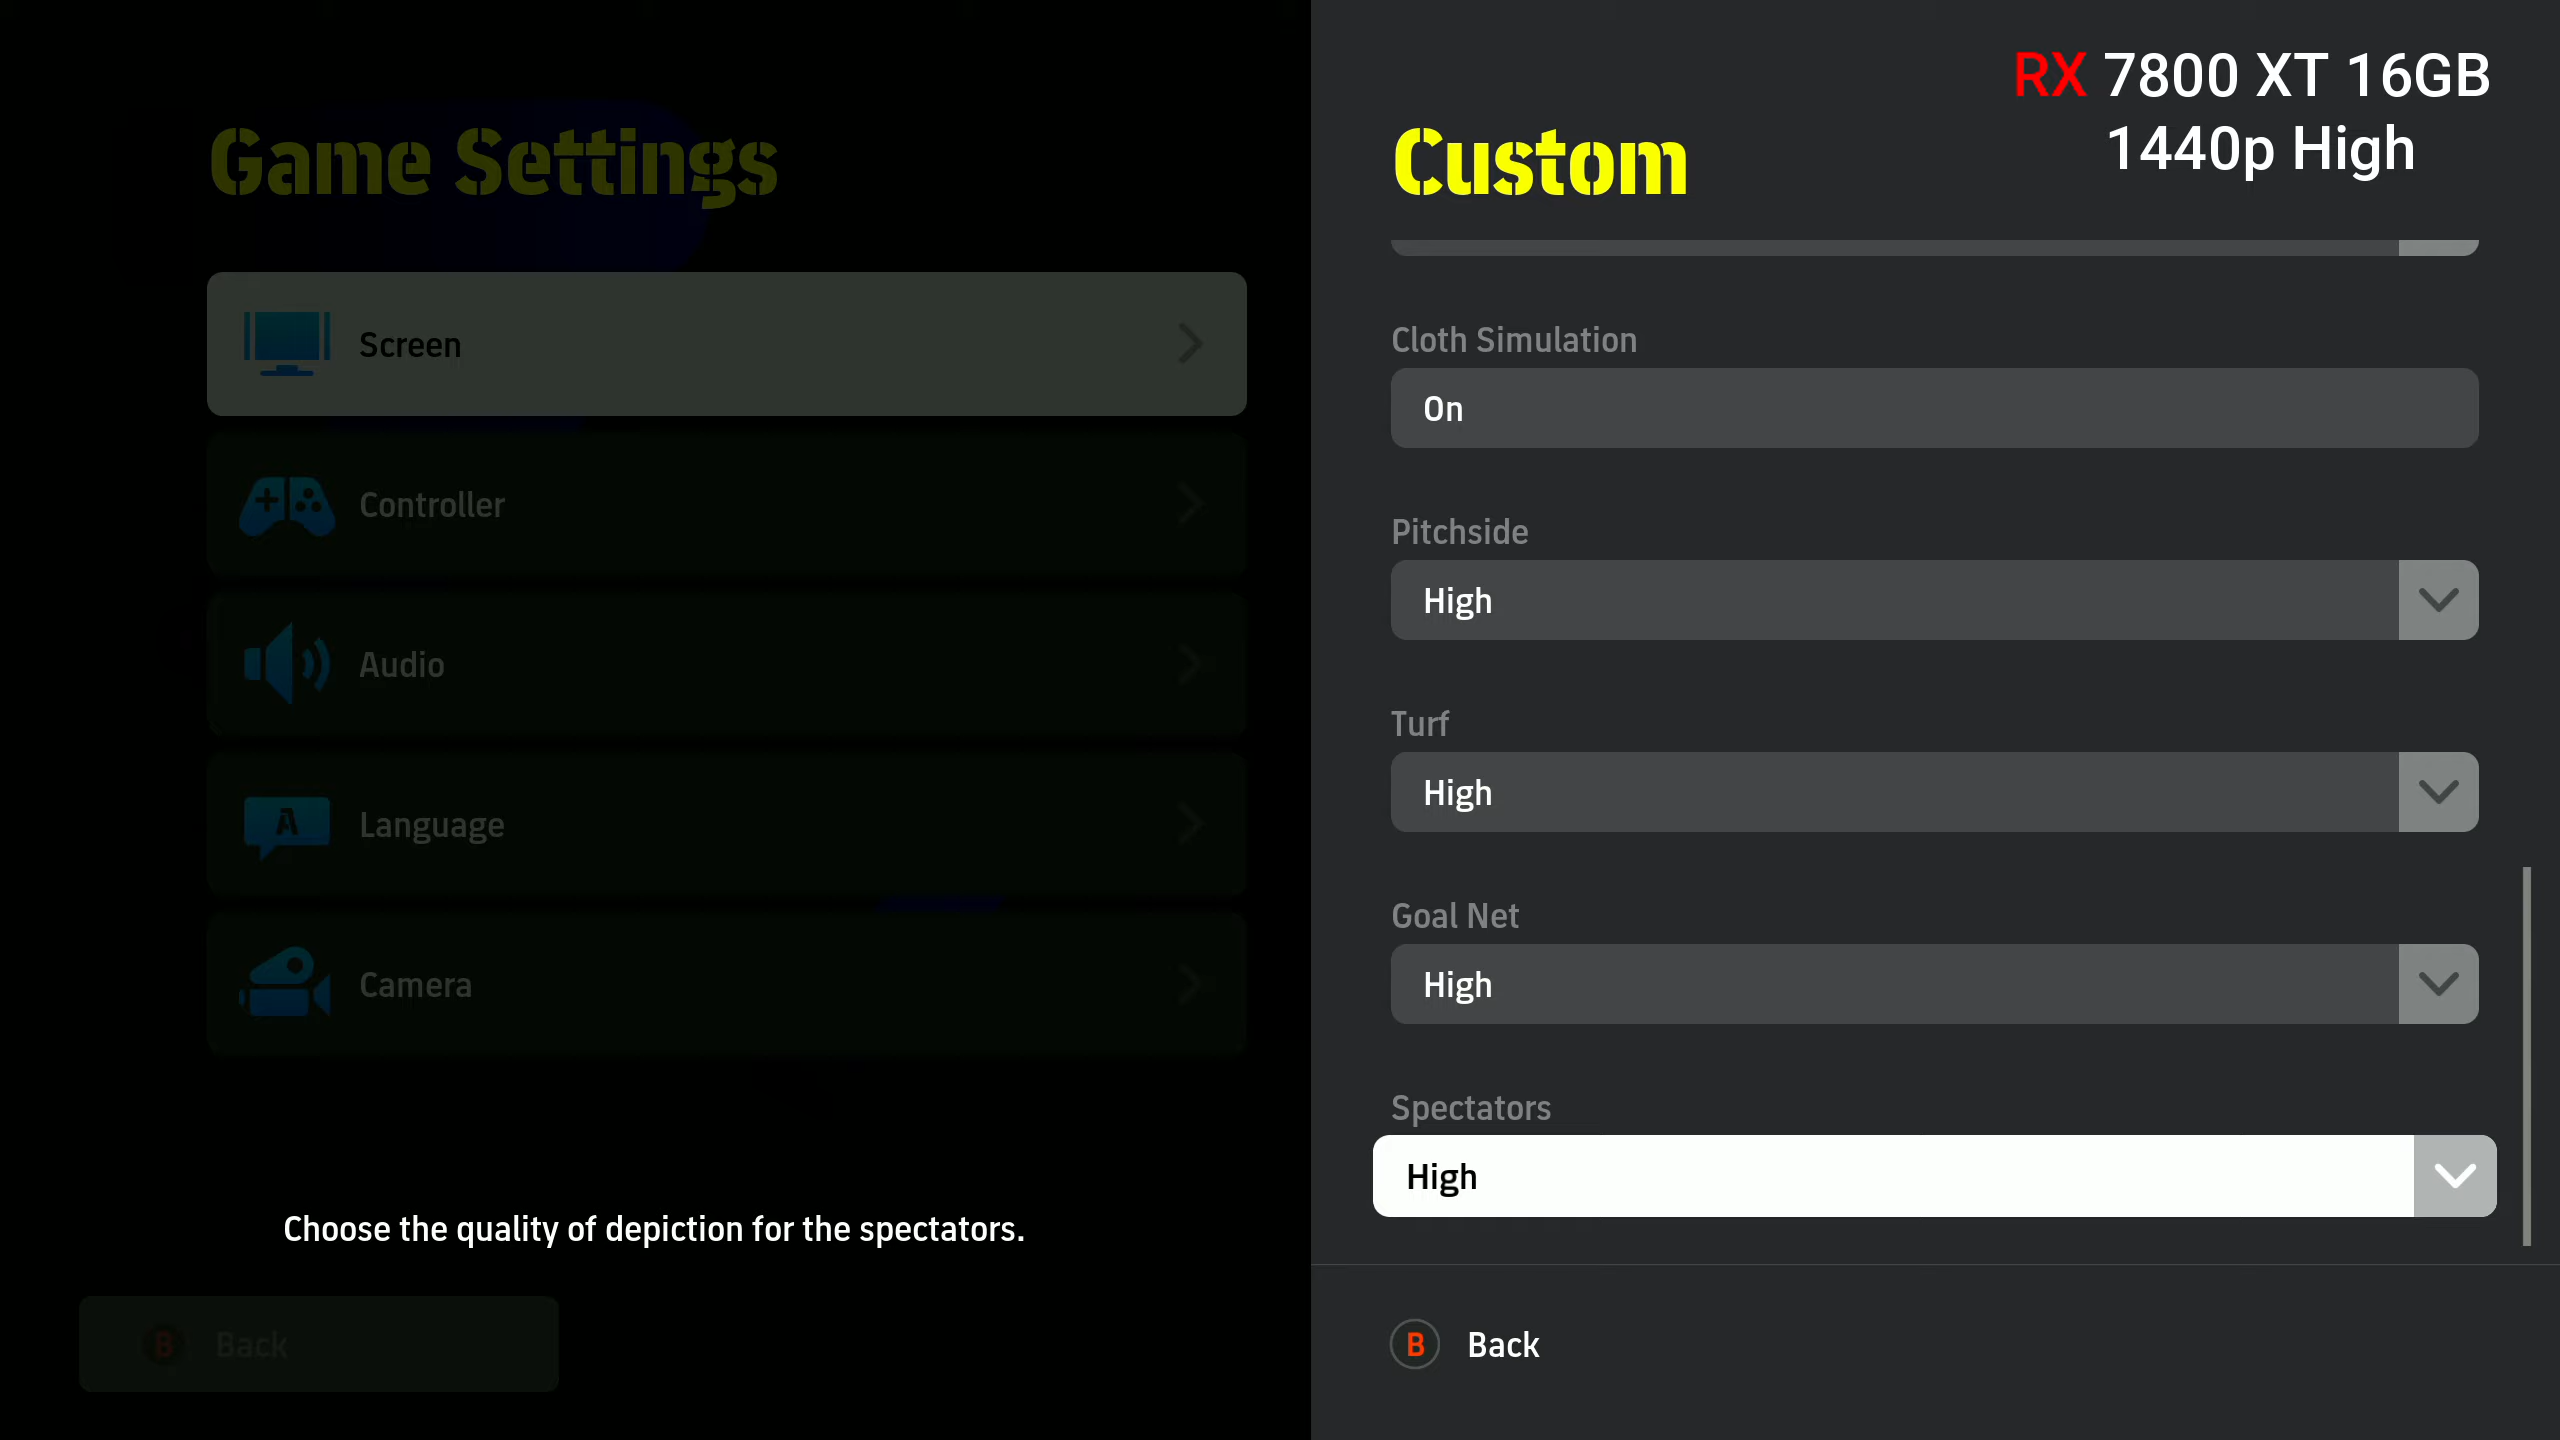 Game Settings
Screen
Controller
Audio
A
Language
Camera
Choose the quality of depiction for the spectators.
B Back
RX 7800 XT 16GB
1440p High
Custom
Cloth Simulation
On
Pitchside
High
Turf
High
Goal Net
High
Spectators
High
B Back